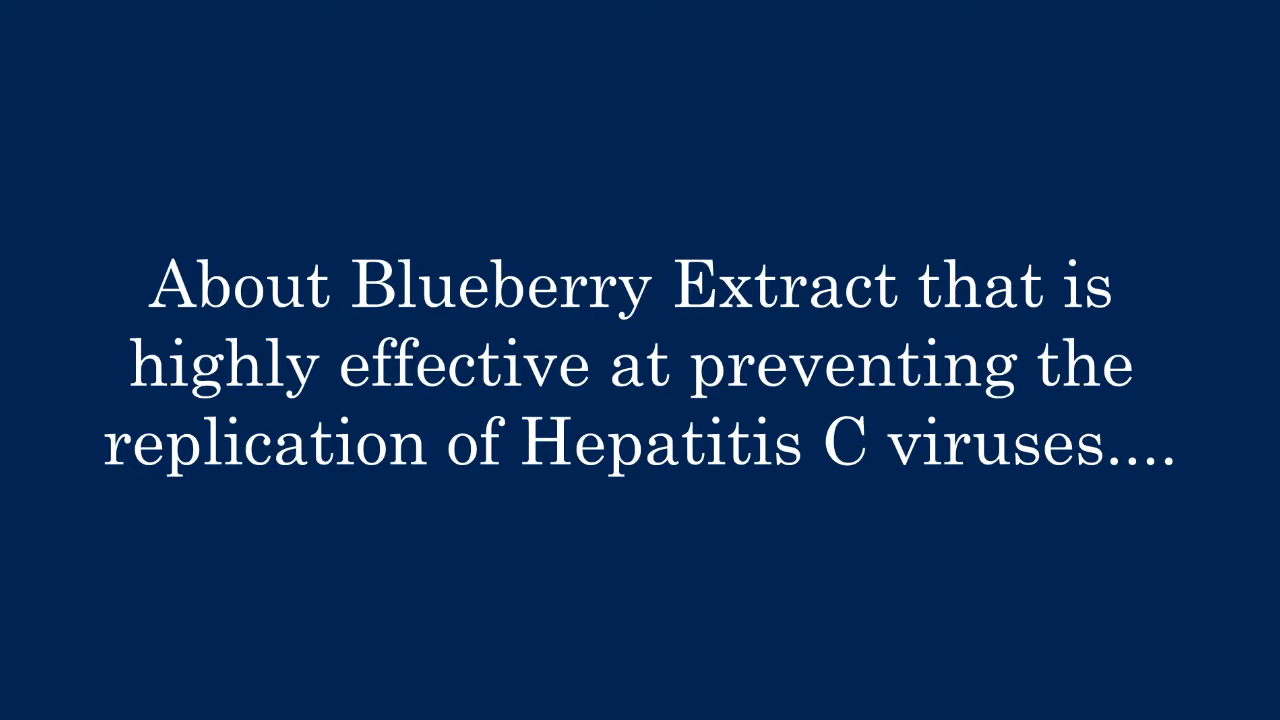 About Blueberry Extract that is
highly effective at preventing the
replication of Hepatitis C viruses....